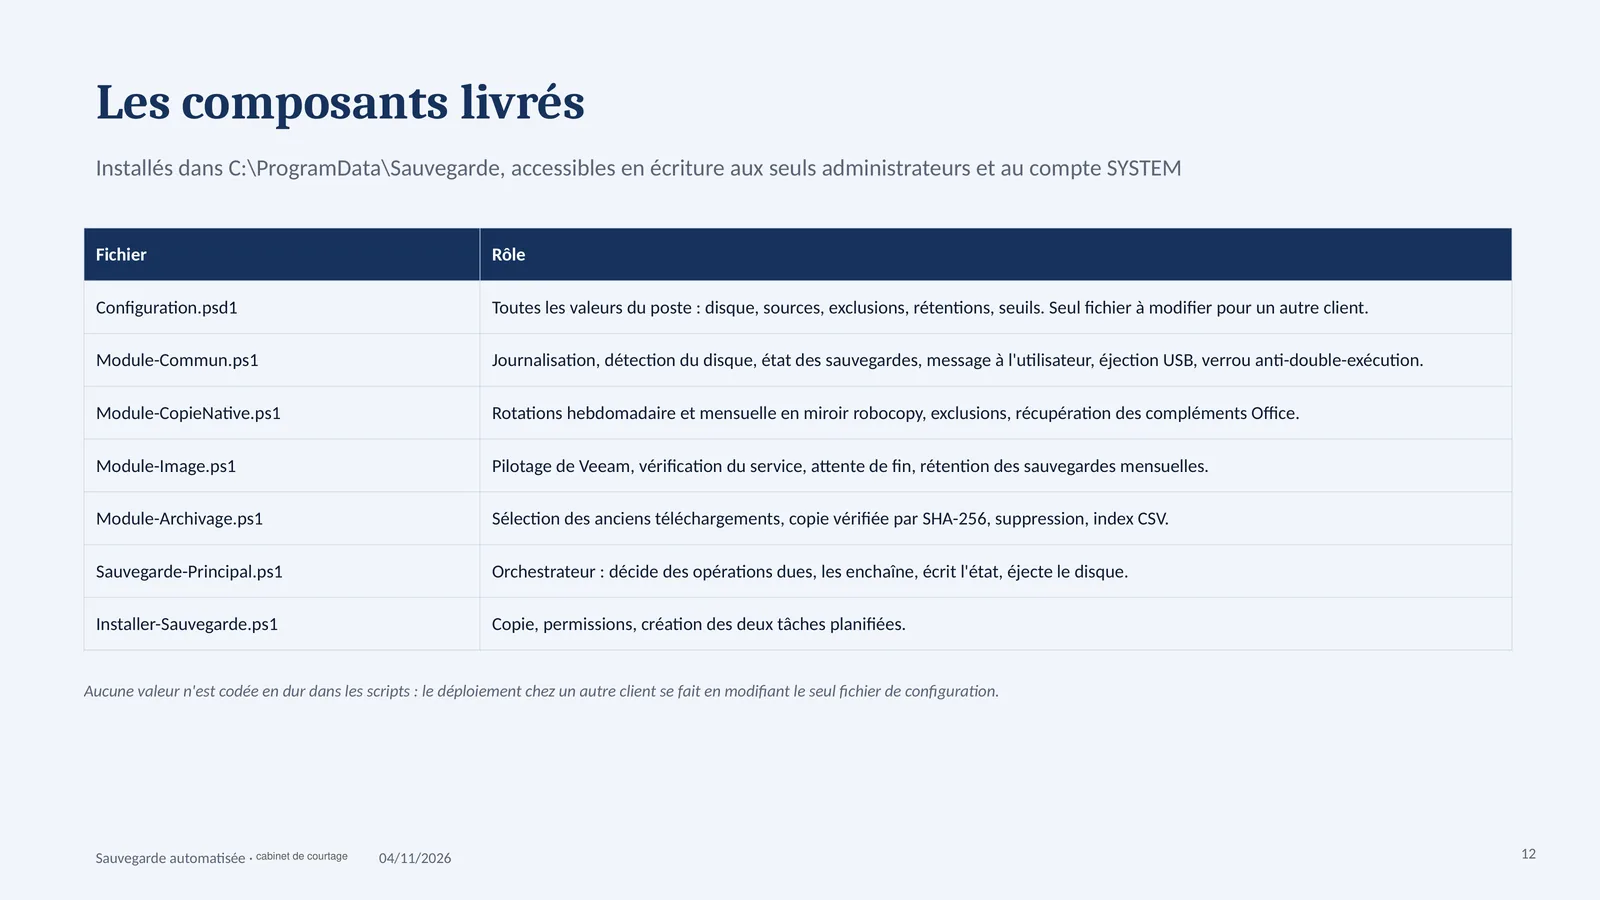 Les composants livrés
Installés dans C:\ProgramData\Sauvegarde, accessibles en écriture aux seuls administrateurs et au compte SYSTEM
Fichier Rôle
Configuration.psd1 Toutes les valeurs du poste : disque, sources, exclusions, rétentions, seuils. Seul fichier à modifier pour un autre client.
Module-Commun.ps1 Journalisation, détection du disque, état des sauvegardes, message à l'utilisateur, éjection USB, verrou anti-double-exécution.
Module-CopieNative.ps1 Rotations hebdomadaire et mensuelle en miroir robocopy, exclusions, récupération des compléments Office.
Module-Image.ps1 Pilotage de Veeam, vérification du service, attente de fin, rétention des sauvegardes mensuelles.
Module-Archivage.ps1 Sélection des anciens téléchargements, copie vérifiée par SHA-256, suppression, index CSV.
Sauvegarde-Principal.ps1 Orchestrateur : décide des opérations dues, les enchaîne, écrit l'état, éjecte le disque.
Installer-Sauvegarde.ps1 Copie, permissions, création des deux tâches planifiées.
Aucune valeur n'est codée en dur dans les scripts : le déploiement chez un autre client se fait en modifiant le seul fichier de configuration.
Sauvegarde automatisée · cabinet de courtage 04/11/2026 12